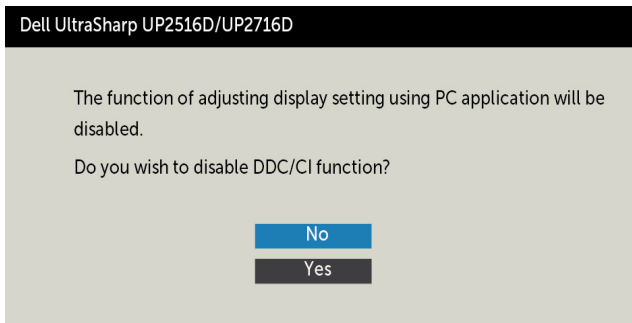 Dell UltraSharp UP2516D/UP2716D
The function of adjusting display setting using PC application will be
disabled.
Do you wish to disable DDC/CI function?
No
Yes